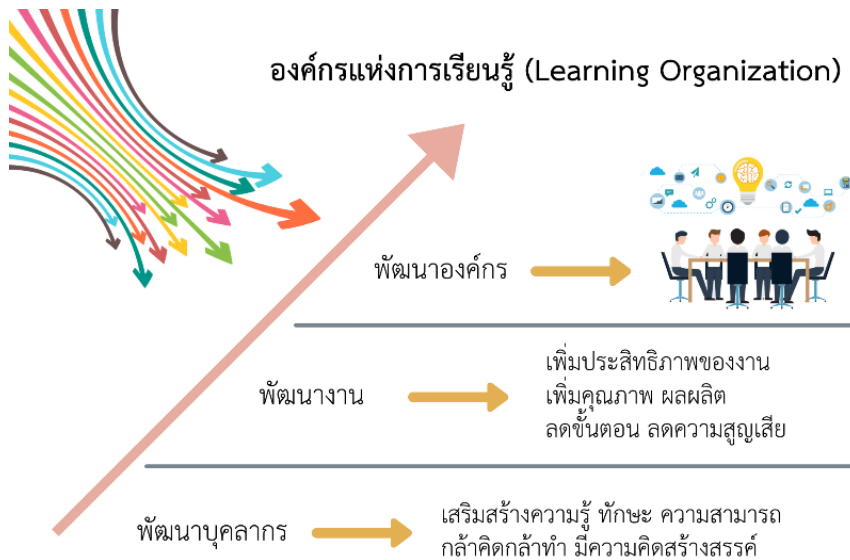 องค์กรแห่งการเรียนรู้ (Learning Organization)
พัฒนาองค์กร
พัฒนางาน
เพิ่มประสิทธิภาพของงาน
เพิ่มคุณภาพ ผลผลิต
ลดขั้นตอน ลดความสูญเสีย
พัฒนาบุคลากร
เสริมสร้างความรู้ ทักษะ ความสามารถ
กล้าคิดกล้าทำ มีความคิดสร้างสรรค์